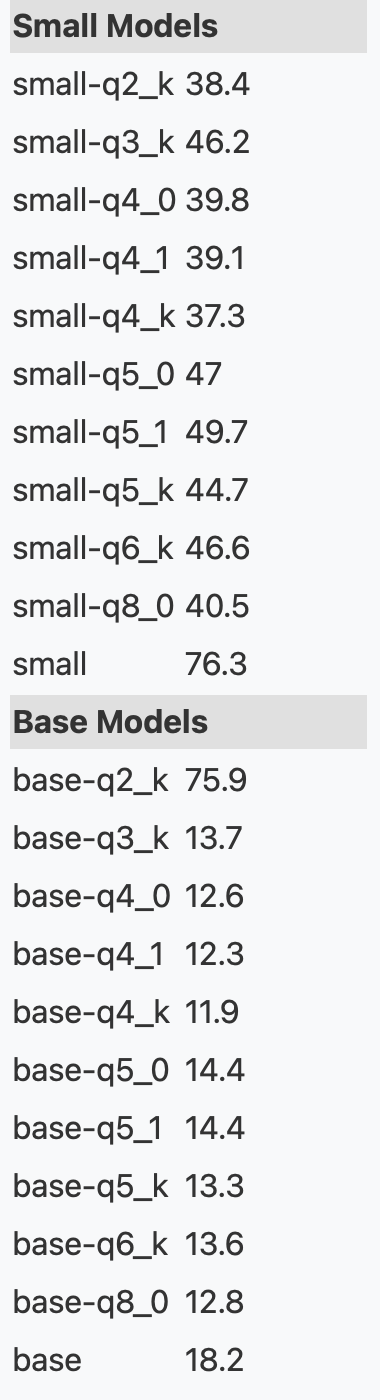 Small Models
small-q2_k 38.4
small-q3_k 46.2
small-q4_0 39.8
small-q4_1 39.1
small-q4_k 37.3
small-q5_0 47
small-q5_1 49.7
small-q5_k 44.7
small-q6_k 46.6
small-q8_0 40.5
small 76.3
Base Models
base-q2_k 75.9
base-q3_k 13.7
base-q4_0 12.6
base-q4_1 12.3
base-q4_k 11.9
base-q5_0 14.4
base-q5_1 14.4
base-q5_k 13.3
base-q6_k 13.6
base-q8_0 12.8
base 18.2